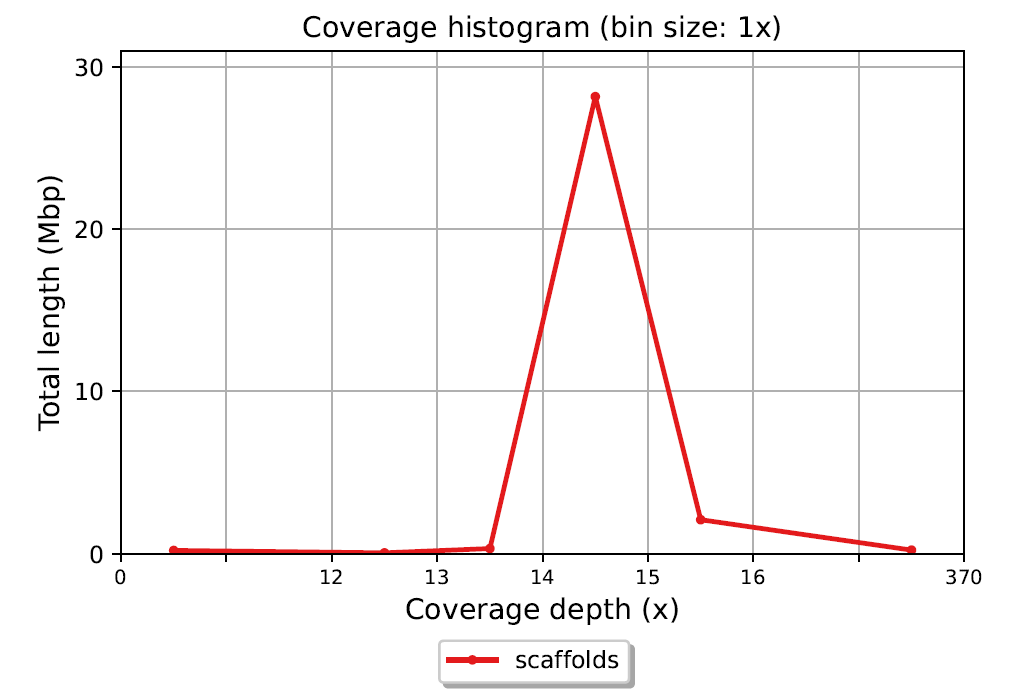 Coverage histogram (bin size: 1x)
Total length (Mbp)
30
20
10
0
0 12 13 14 15 16 370
Coverage depth (x)
scaffolds